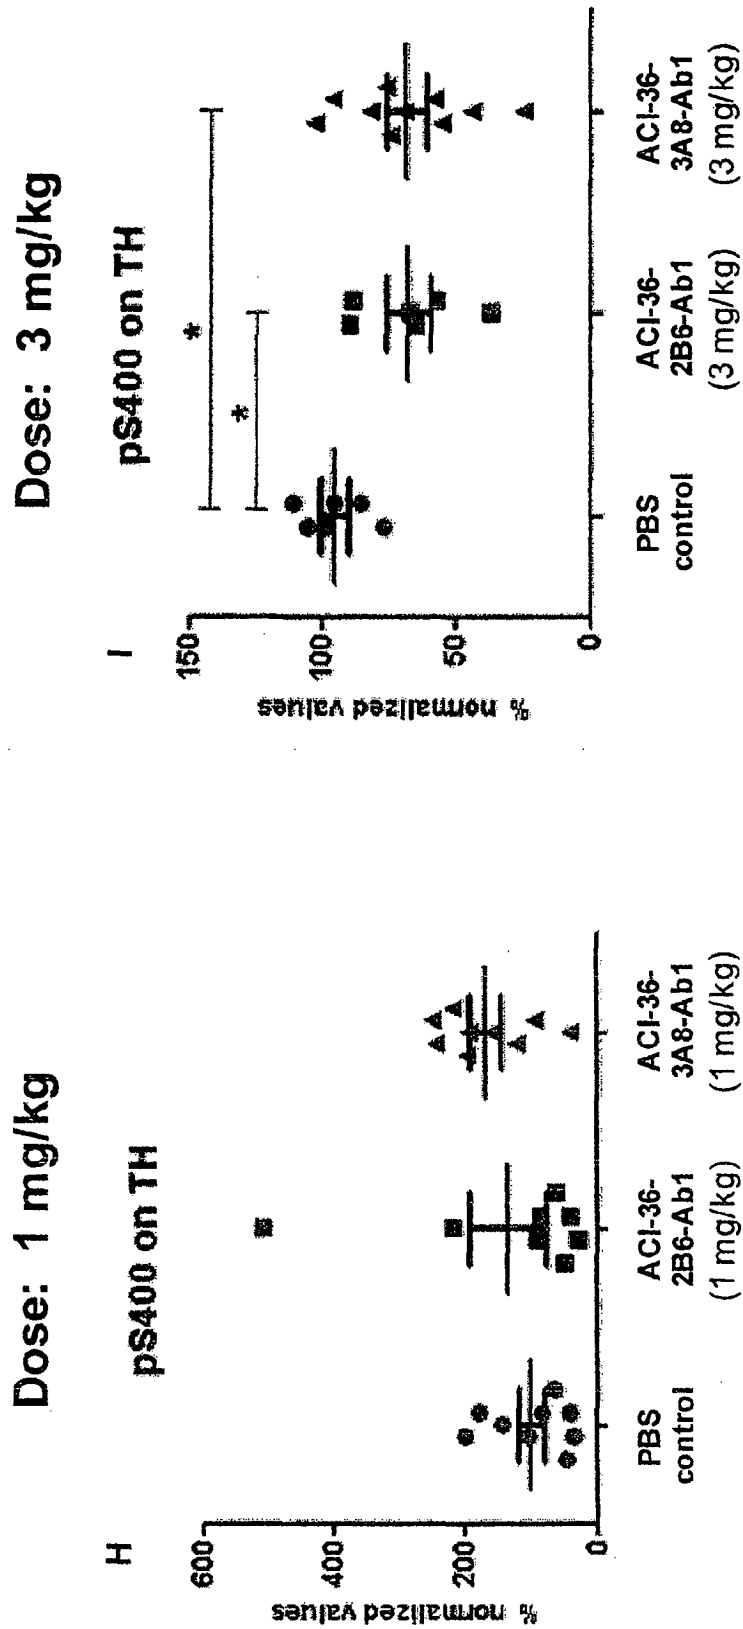 Dose: 1 mg/kg
H
pS400 on TH
% normalized values
600
400
200
0
PBS
control
ACI-36-
2B6-Ab1
(1 mg/kg)
ACI-36-
3A8-Ab1
(1 mg/kg)
Dose: 3 mg/kg
I
pS400 on TH
% normalized values
150
100
50
0
*
*
PBS
control
ACI-36-
2B6-Ab1
(3 mg/kg)
ACI-36-
3A8-Ab1
(3 mg/kg)